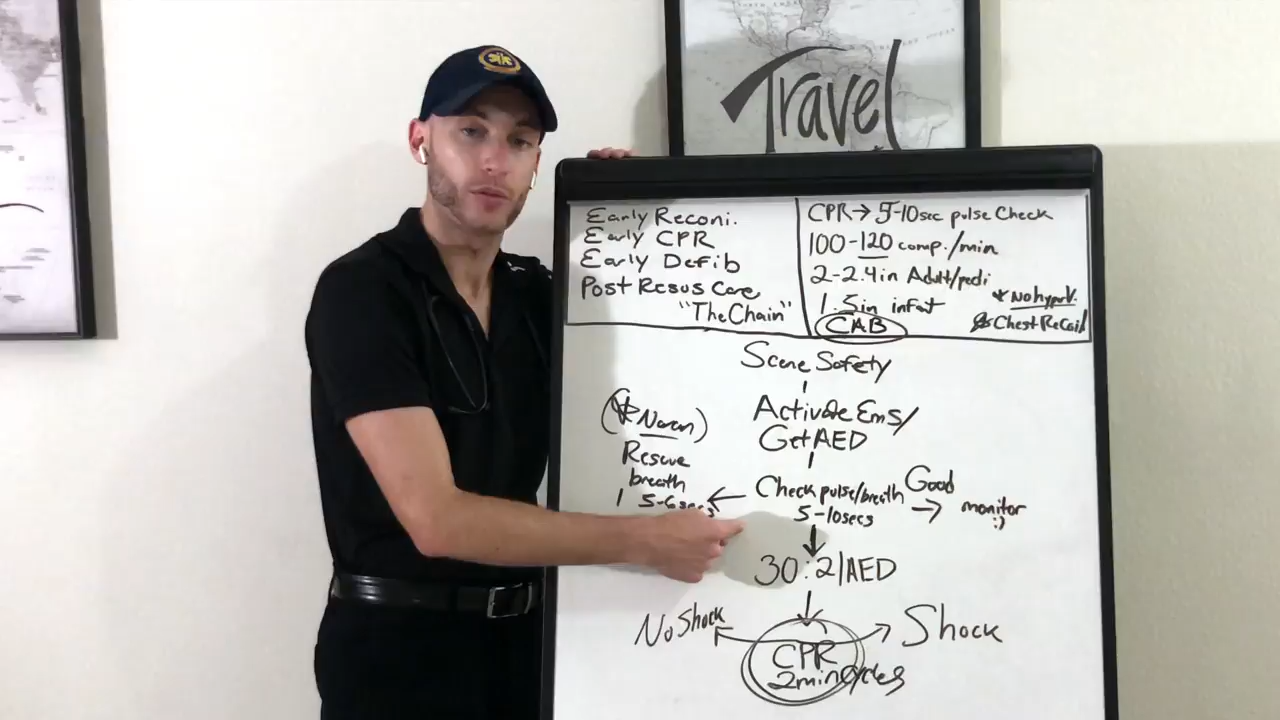 Travel
Early Reconi.
Early CPR
Early Defib
Post Resus Care
"The Chain"
CPR→ 5-10sec pulse Check
100-120 comp./min
2-2.4in Adult/pedi
1.5in infat
* No hyperV.
Chest ReCoil
CAB
Scene Safety
Activate Ems/
Get AED
Check pulse/breath
5-10secs
Good
monitor
:)
(* Narcan)
Rescue
breath
1 5-6secs
30:2/AED
No Shock
Shock
CPR
2min Cycles